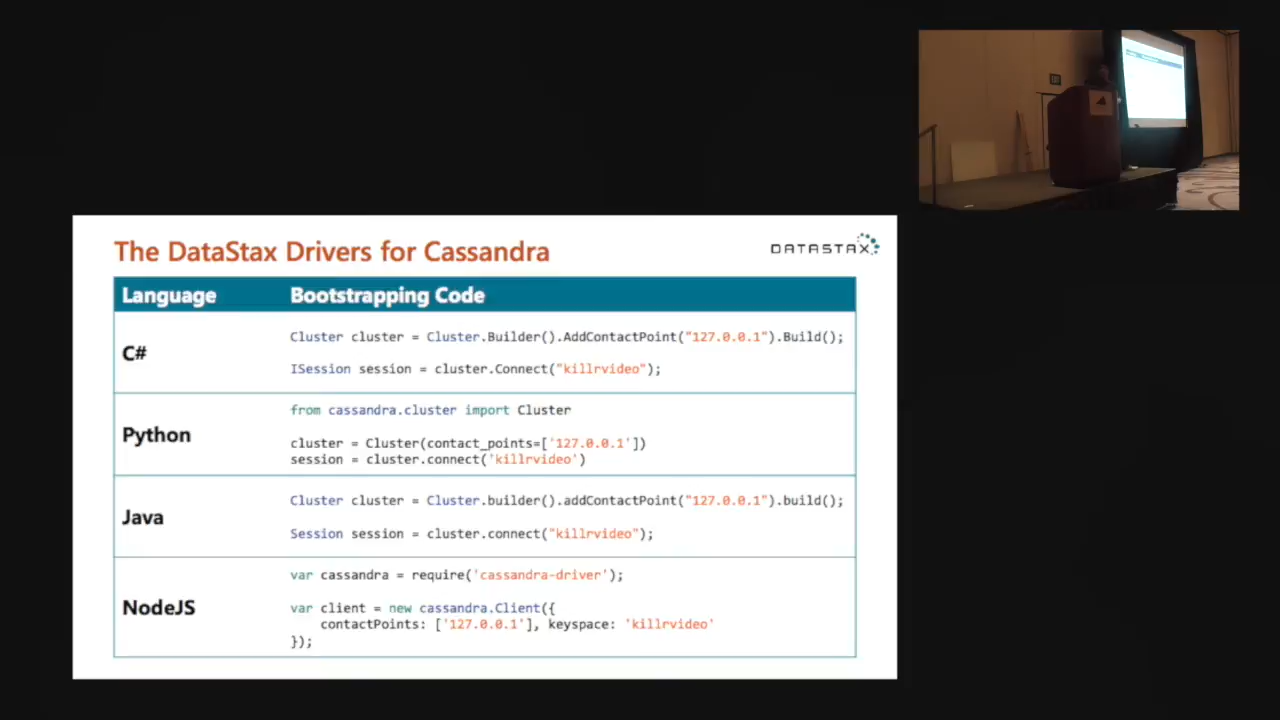 The DataStax Drivers for Cassandra
DATASTAX
Language Bootstrapping Code
C#
Cluster cluster = Cluster.Builder().AddContactPoint("127.0.0.1").Build();
ISession session = cluster.Connect("killrvideo");
Python
from cassandra.cluster import Cluster
cluster = Cluster(contact_points=['127.0.0.1'])
session = cluster.connect('killrvideo')
Java
Cluster cluster = Cluster.builder().addContactPoint("127.0.0.1").build();
Session session = cluster.connect("killrvideo");
NodeJS
var cassandra = require('cassandra-driver');
var client = new cassandra.Client({
contactPoints: ['127.0.0.1'], keyspace: 'killrvideo'
});